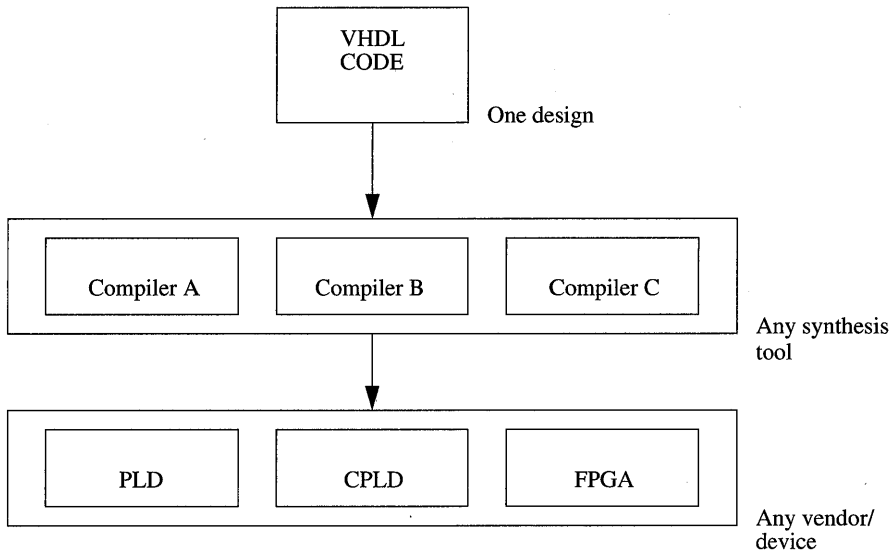 VHDL
CODE
One design
Compiler A
Compiler B
Compiler C
Any synthesis
tool
PLD
CPLD
FPGA
Any vendor/
device